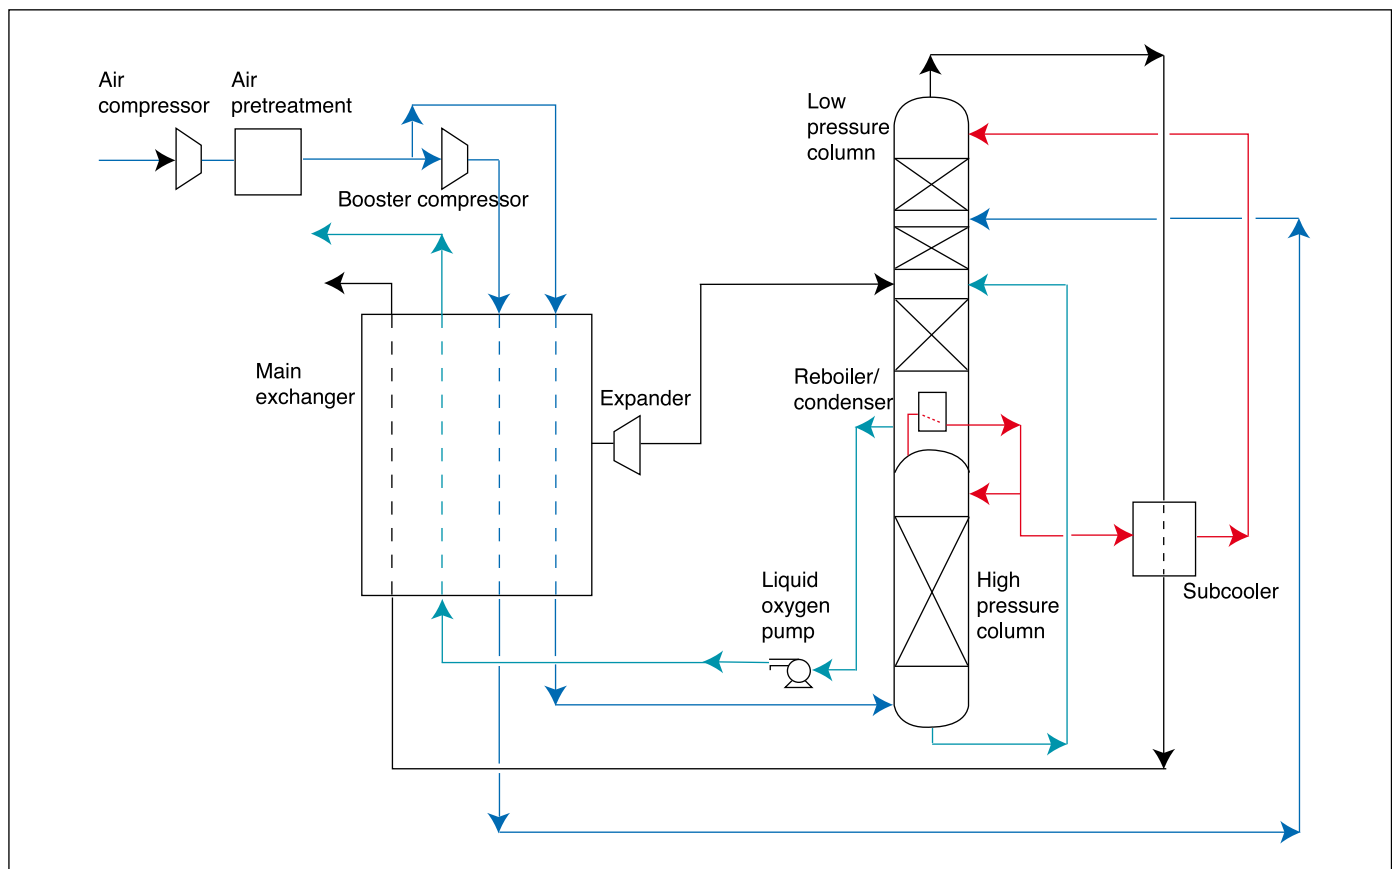 Air
compressor
Air
pretreatment
Low
pressure
column
Booster compressor
Main
exchanger
Expander
Reboiler/
condenser
Liquid
oxygen
pump
High
pressure
column
Subcooler